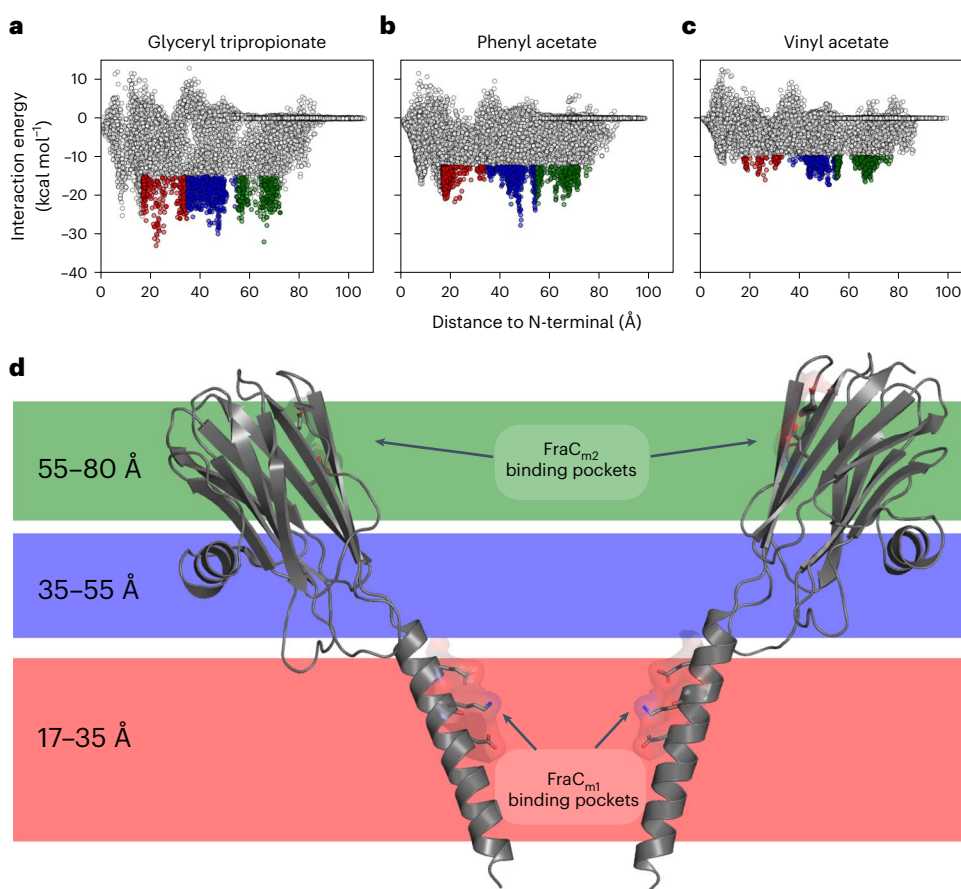 a
Glyceryl tripropionate
b
Phenyl acetate
c
Vinyl acetate
Interaction energy
(kcal mol⁻¹)
10
0
–10
–20
–30
–40
0 20 40 60 80 100
0 20 40 60 80 100
0 20 40 60 80 100
Distance to N-terminal (Å)
d
55–80 Å
FraCm2
binding pockets
35–55 Å
17–35 Å
FraCm1
binding pockets